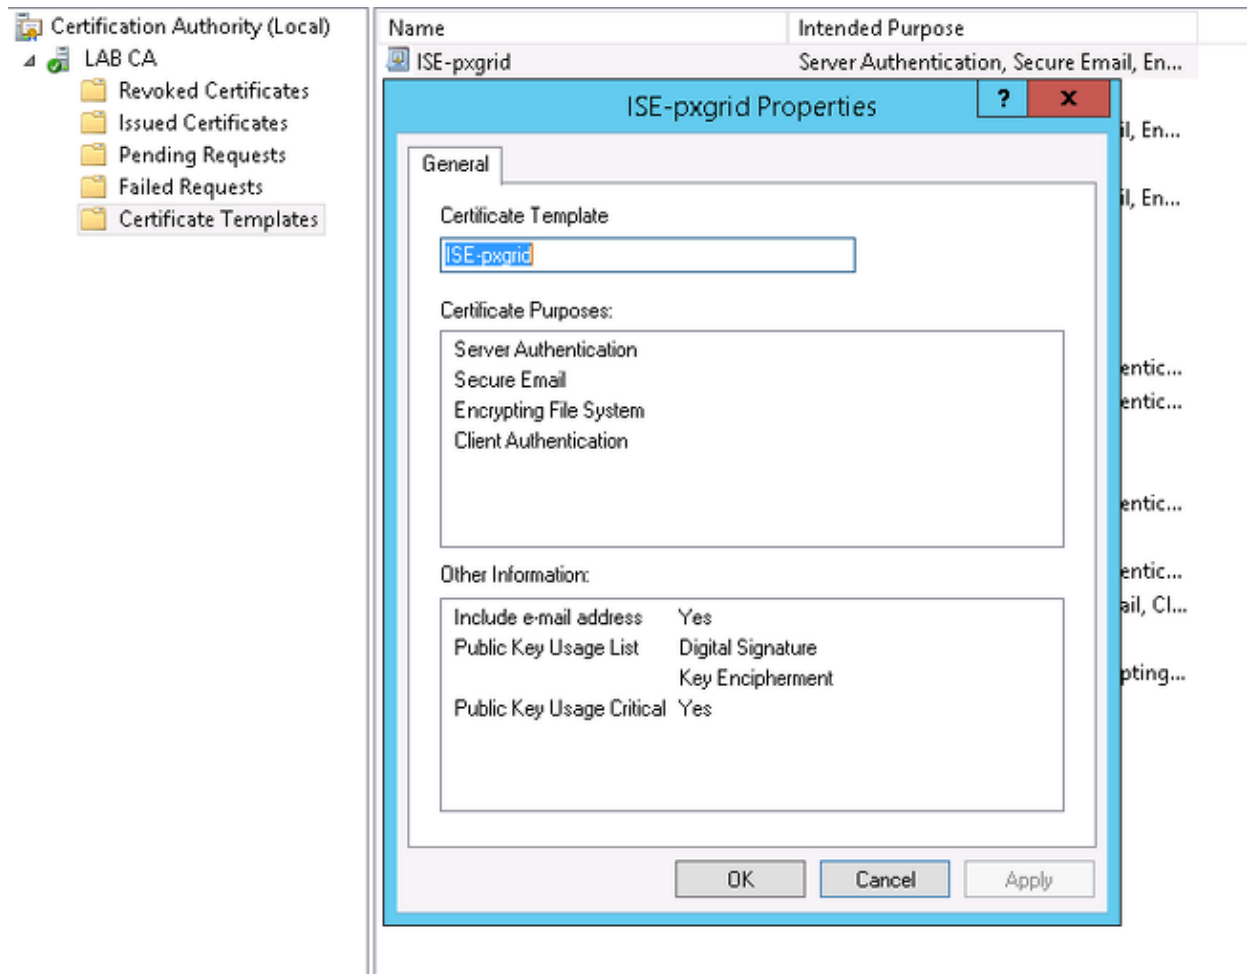 Certification Authority (Local)
LAB CA
Revoked Certificates
Issued Certificates
Pending Requests
Failed Requests
Certificate Templates
Name Intended Purpose
ISE-pxgrid Server Authentication, Secure Email, En...
ISE-pxgrid Properties
? x
il, En...
General
il, En...
Certificate Template
ISE-pxgrid
Certificate Purposes:
Server Authentication
entic...
Secure Email
Encrypting File System
entic...
Client Authentication
entic...
Other Information:
entic...
Include e-mail address Yes
ail, Cl...
Public Key Usage List Digital Signature
Key Encipherment
pting...
Public Key Usage Critical Yes
OK Cancel Apply